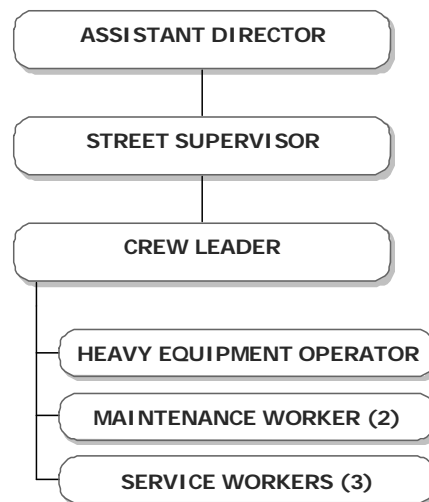 ASSISTANT DIRECTOR
STREET SUPERVISOR
CREW LEADER
HEAVY EQUIPMENT OPERATOR
MAINTENANCE WORKER (2)
SERVICE WORKERS (3)